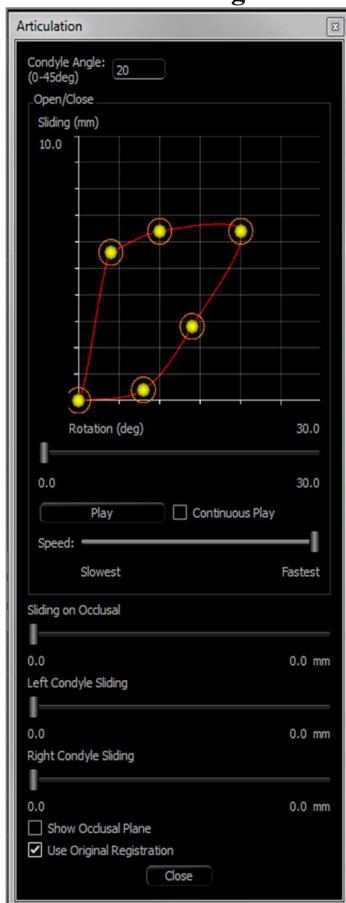 Articulation
Condyle Angle:
(0-45deg)
20
Open/Close
Sliding (mm)
10.0
Rotation (deg) 30.0
0.0 30.0
Play Continuous Play
Speed:
Slowest Fastest
Sliding on Occlusal
0.0 0.0 mm
Left Condyle Sliding
0.0 0.0 mm
Right Condyle Sliding
0.0 0.0 mm
Show Occlusal Plane
Use Original Registration
Close